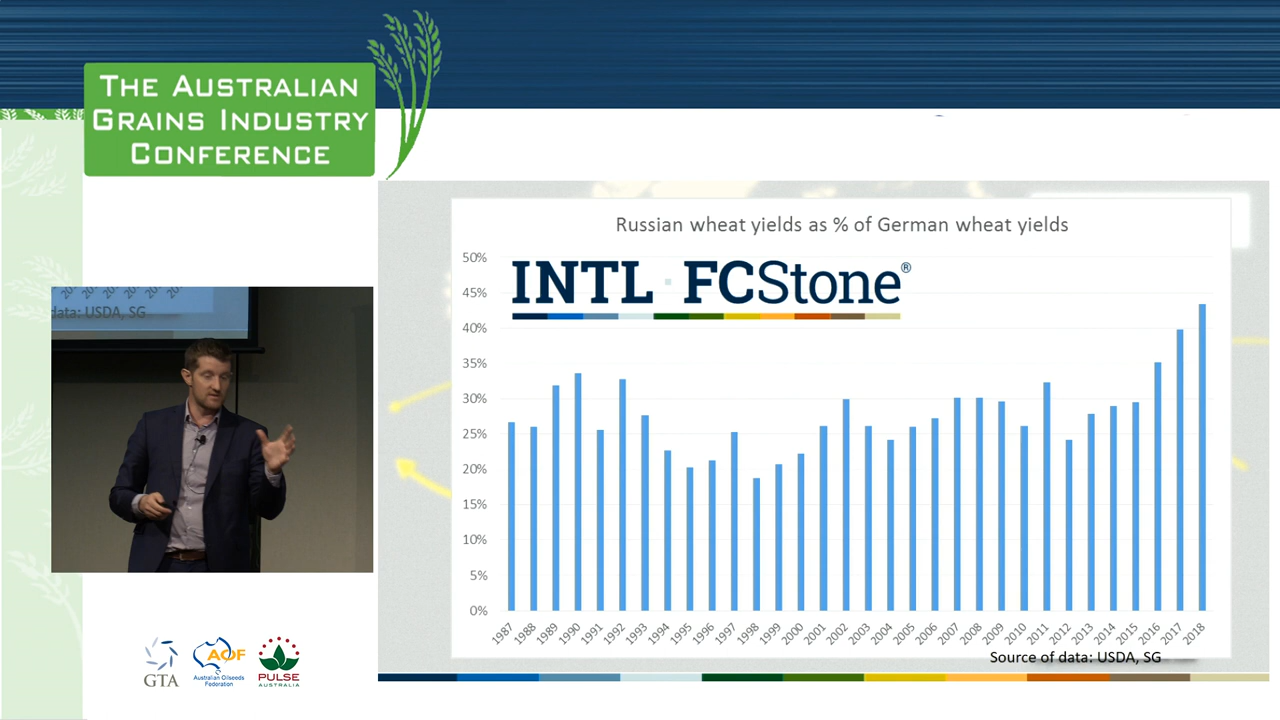 THE AUSTRALIAN
GRAINS INDUSTRY
CONFERENCE
data: USDA, SG
Russian wheat yields as % of German wheat yields
INTL FCStone®
50%
45%
40%
35%
30%
25%
20%
15%
10%
5%
0%
1987 1988 1989 1990 1991 1992 1993 1994 1995 1996 1997 1998 1999 2000 2001 2002 2003 2004 2005 2006 2007 2008 2009 2010 2011 2012 2013 2014 2015 2016 2017 2018
Source of data: USDA, SG
GTA
AOF
Australian Oilseeds
Federation
PULSE
AUSTRALIA